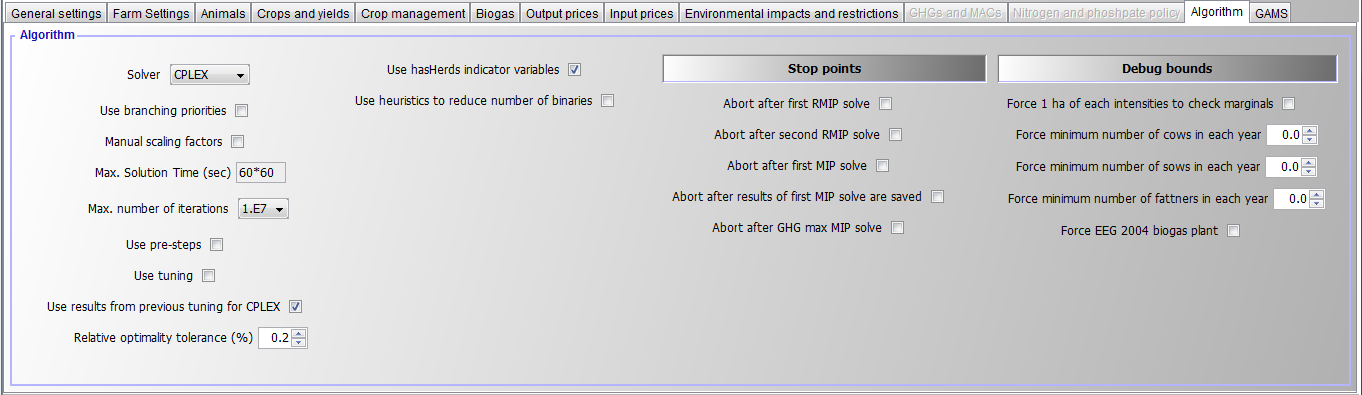 General settings Farm Settings Animals Crops and yields Crop management Biogas Output prices Input prices Environmental impacts and restrictions GHGs and MACs Nitrogen and phoshpate policy Algorithm GAMS
Algorithm
Solver CPLEX
Use branching priorities
Manual scaling factors
Max. Solution Time (sec) 60*60
Max. number of iterations 1.E7
Use pre-steps
Use tuning
Use results from previous tuning for CPLEX
Relative optimality tolerance (%) 0.2
Use hasHerds indicator variables
Use heuristics to reduce number of binaries
Stop points
Abort after first RMIP solve
Abort after second RMIP solve
Abort after first MIP solve
Abort after results of first MIP solve are saved
Abort after GHG max MIP solve
Debug bounds
Force 1 ha of each intensities to check marginals
Force minimum number of cows in each year 0.0
Force minimum number of sows in each year 0.0
Force minimum number of fattners in each year 0.0
Force EEG 2004 biogas plant